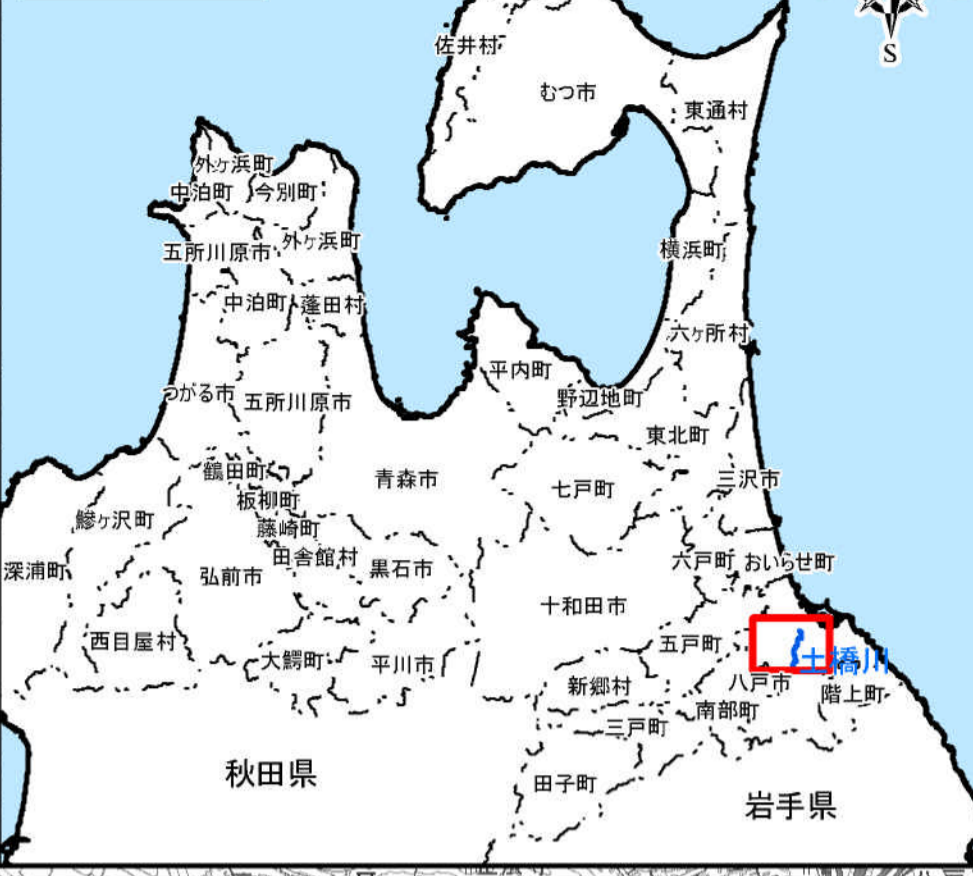 S
佐井村
むつ市
東通村
外ヶ浜町
中泊町
今別町
五所川原市
外ヶ浜町
横浜町
中泊町
蓬田村
六ヶ所村
平内町
野辺地町
つがる市
五所川原市
東北町
鶴田町
青森市
七戸町
三沢市
板柳町
鰺ヶ沢町
藤崎町
田舎館村
黒石市
六戸町
おいらせ町
深浦町
弘前市
十和田市
西目屋村
大鰐町
平川市
五戸町
土橋川
新郷村
八戸市
階上町
南部町
三戸町
秋田県
田子町
岩手県